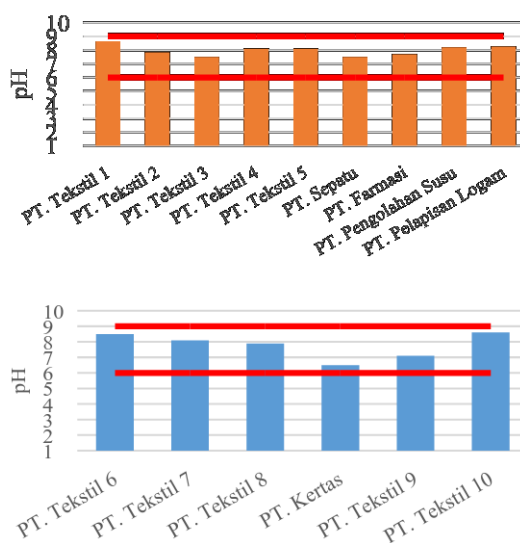 10
9
8
7
6
5
4
3
2
1
pH
PT. Tekstil 1
PT. Tekstil 2
PT. Tekstil 3
PT. Tekstil 4
PT. Tekstil 5
PT. Sepatu
PT. Farmasi
PT. Pengolahan Susu
PT. Pelapisan Logam
10
9
8
7
6
5
4
3
2
1
pH
PT. Tekstil 6
PT. Tekstil 7
PT. Tekstil 8
PT. Kertas
PT. Tekstil 9
PT. Tekstil 10